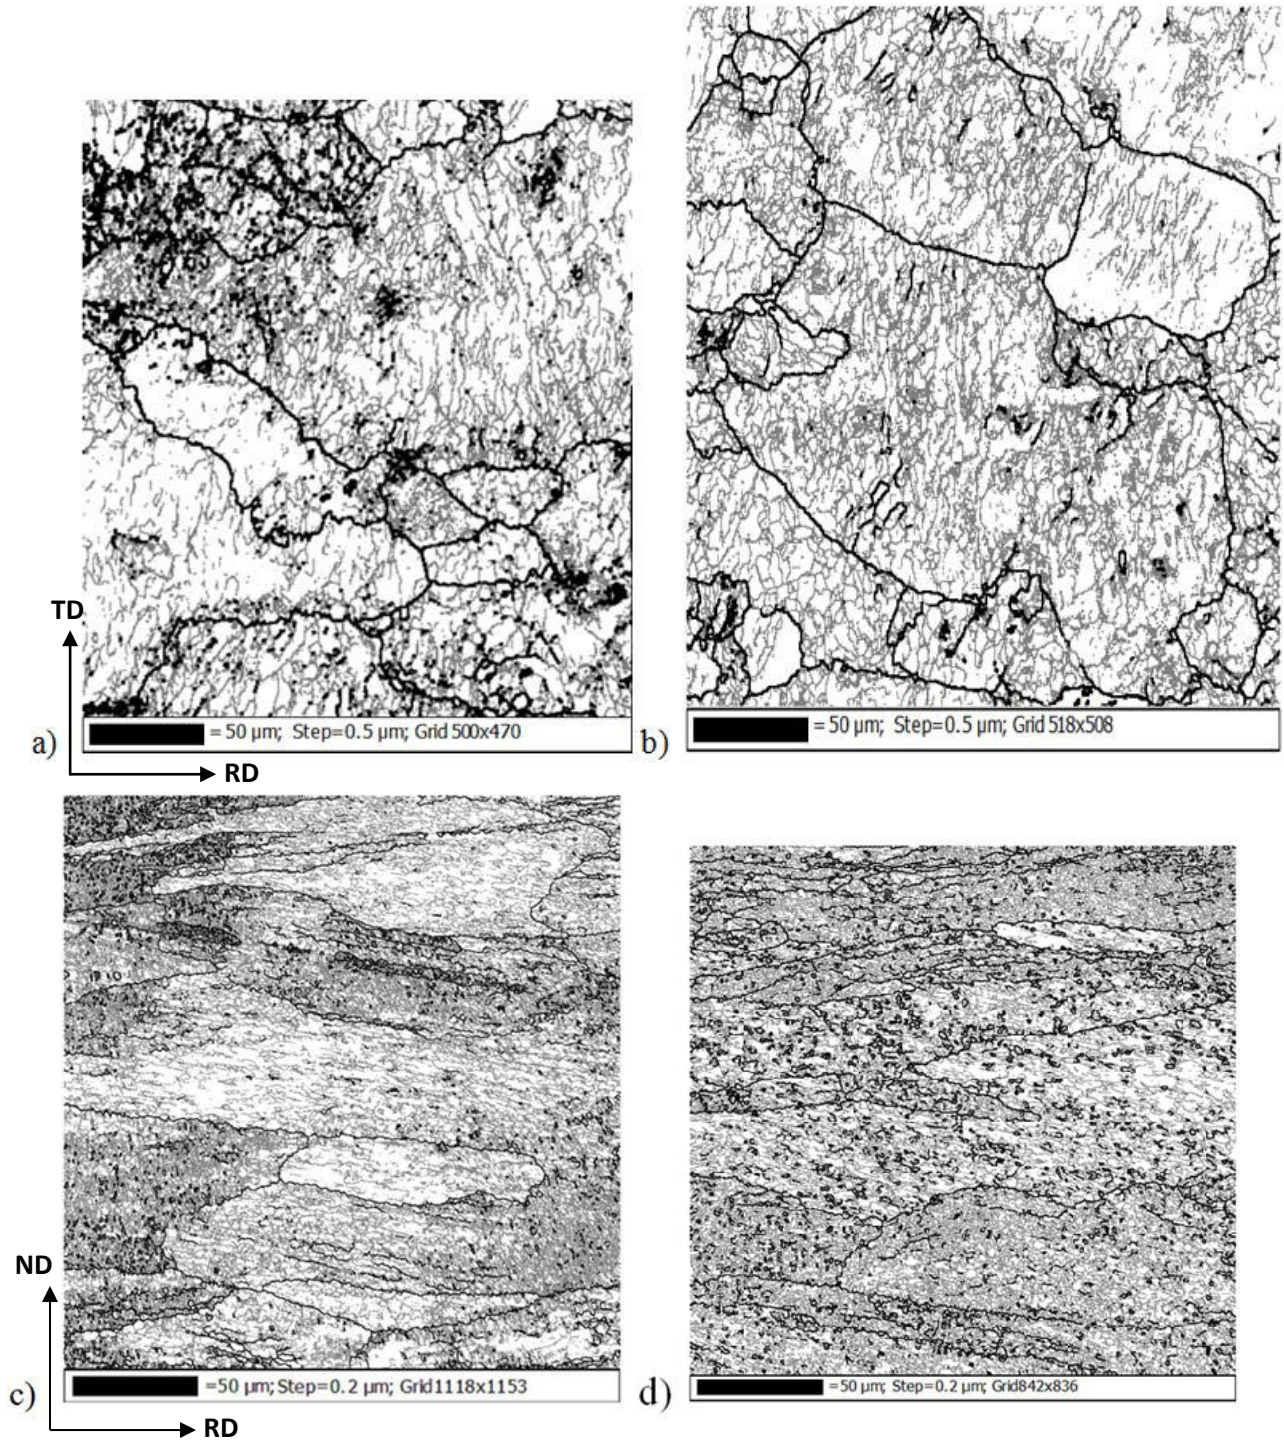 TD
a)
= 50 µm; Step=0.5 µm; Grid 500x470
RD
b)
= 50 µm; Step=0.5 µm; Grid 518x508
ND
c)
=50 µm; Step=0.2 µm; Grid1118x1153
RD
d)
=50 µm; Step=0.2 µm; Grid842x836